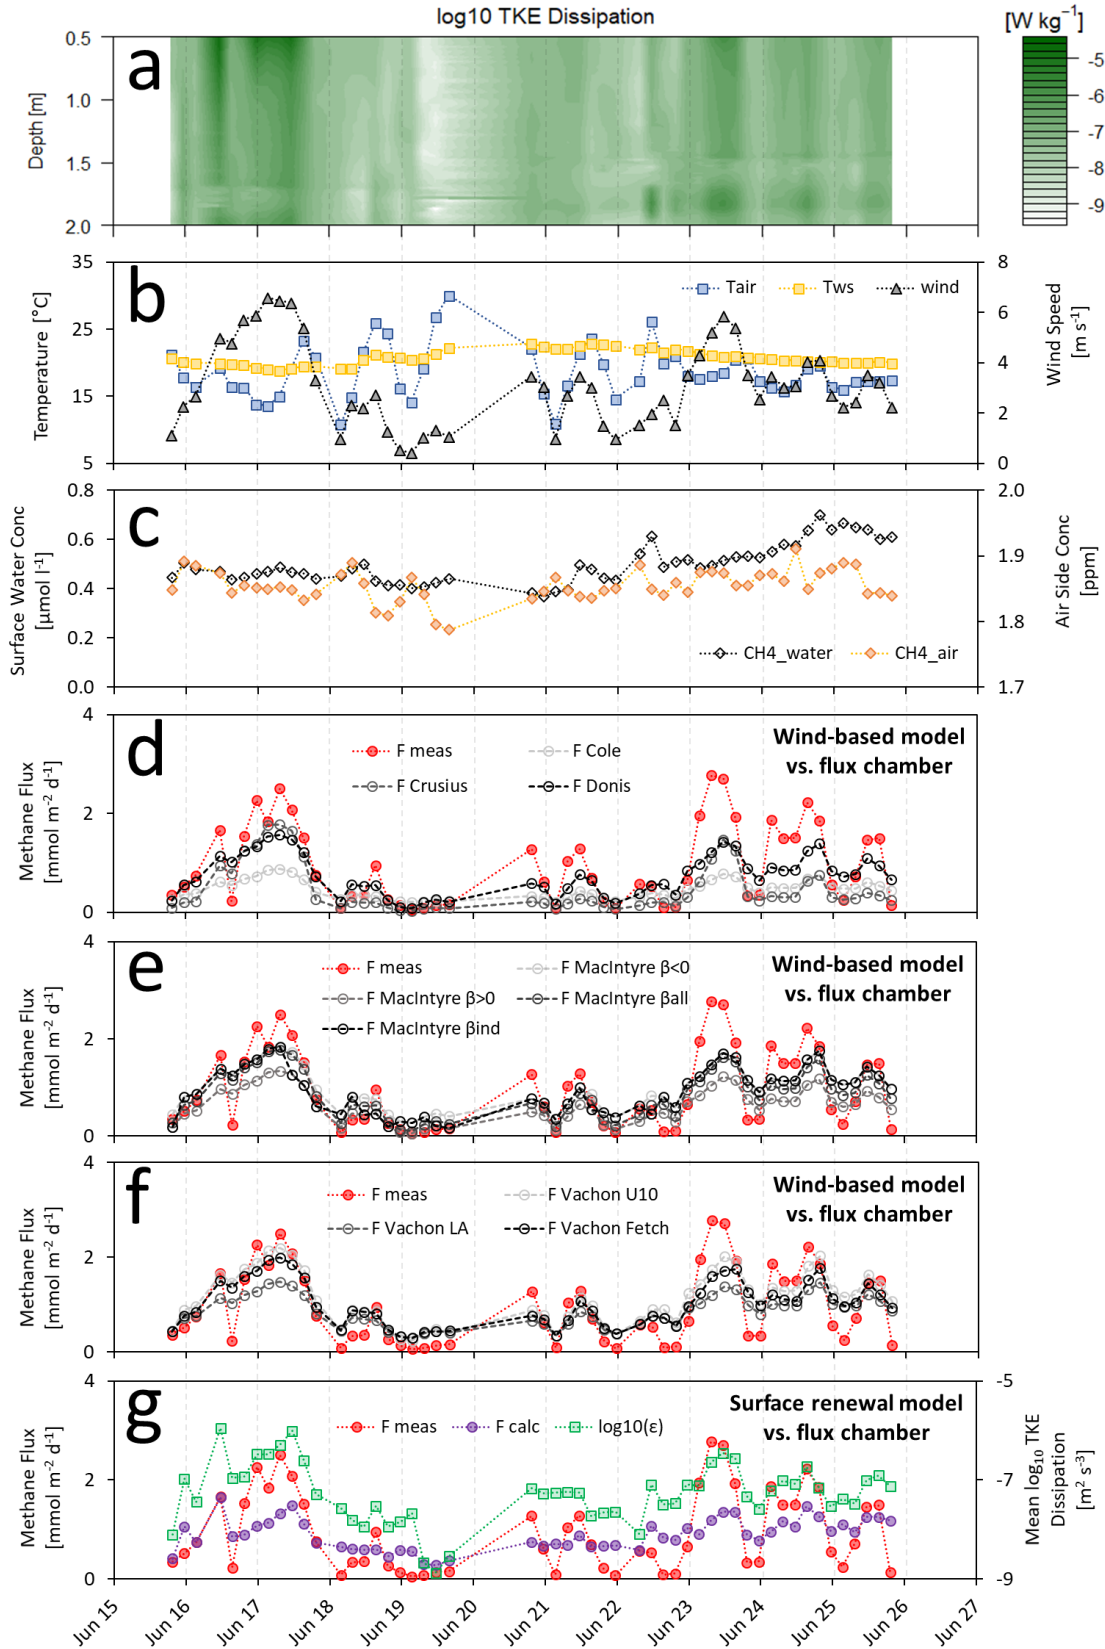 log10 TKE Dissipation
[W kg⁻¹]
a
Depth [m]
0.5
1.0
1.5
2.0
-5
-6
-7
-8
-9
b
Temperature [°C]
35
25
15
5
Tair
Tws
wind
8
6
4
2
0
Wind Speed
[m s⁻¹]
c
Surface Water Conc
[µmol l⁻¹]
0.8
0.6
0.4
0.2
0.0
CH4_water
CH4_air
2.0
1.9
1.8
1.7
Air Side Conc
[ppm]
d
Methane Flux
[mmol m⁻² d⁻¹]
4
2
0
F meas
F Cole
F Crusius
F Donis
Wind-based model
vs. flux chamber
e
Methane Flux
[mmol m⁻² d⁻¹]
4
2
0
F meas
F MacIntyre β<0
F MacIntyre β>0
F MacIntyre βall
F MacIntyre βind
Wind-based model
vs. flux chamber
f
Methane Flux
[mmol m⁻² d⁻¹]
4
2
0
F meas
F Vachon U10
F Vachon LA
F Vachon Fetch
Wind-based model
vs. flux chamber
g
Methane Flux
[mmol m⁻² d⁻¹]
4
2
0
F meas
F calc
log10(ε)
Surface renewal model
vs. flux chamber
-5
-7
-9
Mean log₁₀ TKE
Dissipation
[m² s⁻³]
Jun 15
Jun 16
Jun 17
Jun 18
Jun 19
Jun 20
Jun 21
Jun 22
Jun 23
Jun 24
Jun 25
Jun 26
Jun 27